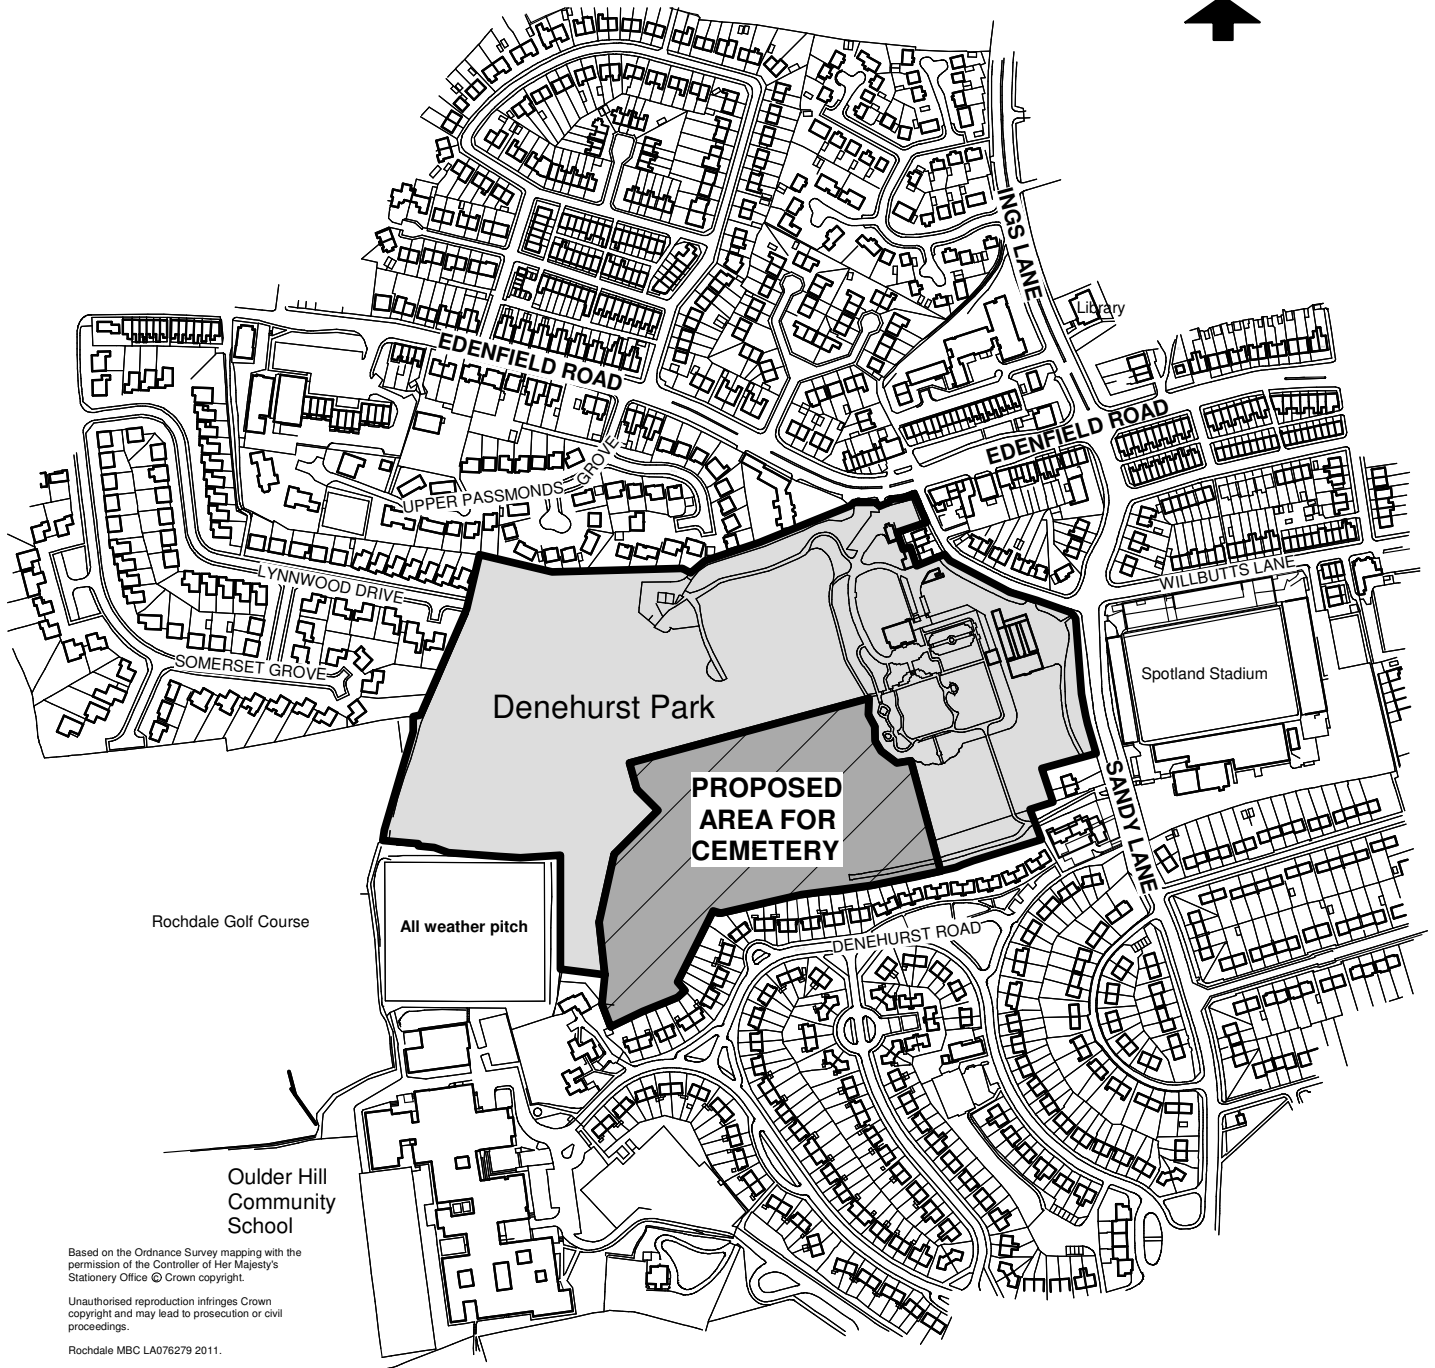 INGS LANE
Library
EDENFIELD ROAD
EDENFIELD ROAD
UPPER PASSMONDS GROVE
LYNNWOOD DRIVE
WILLBUTTS LANE
SOMERSET GROVE
Spotland Stadium
Denehurst Park
PROPOSED
AREA FOR
CEMETERY
SANDY LANE
Rochdale Golf Course
All weather pitch
DENEHURST ROAD
Oulder Hill
Community
School
Based on the Ordnance Survey mapping with the
permission of the Controller of Her Majesty's
Stationery Office © Crown copyright.
Unauthorised reproduction infringes Crown
copyright and may lead to prosecution or civil
proceedings.
Rochdale MBC LA076279 2011.